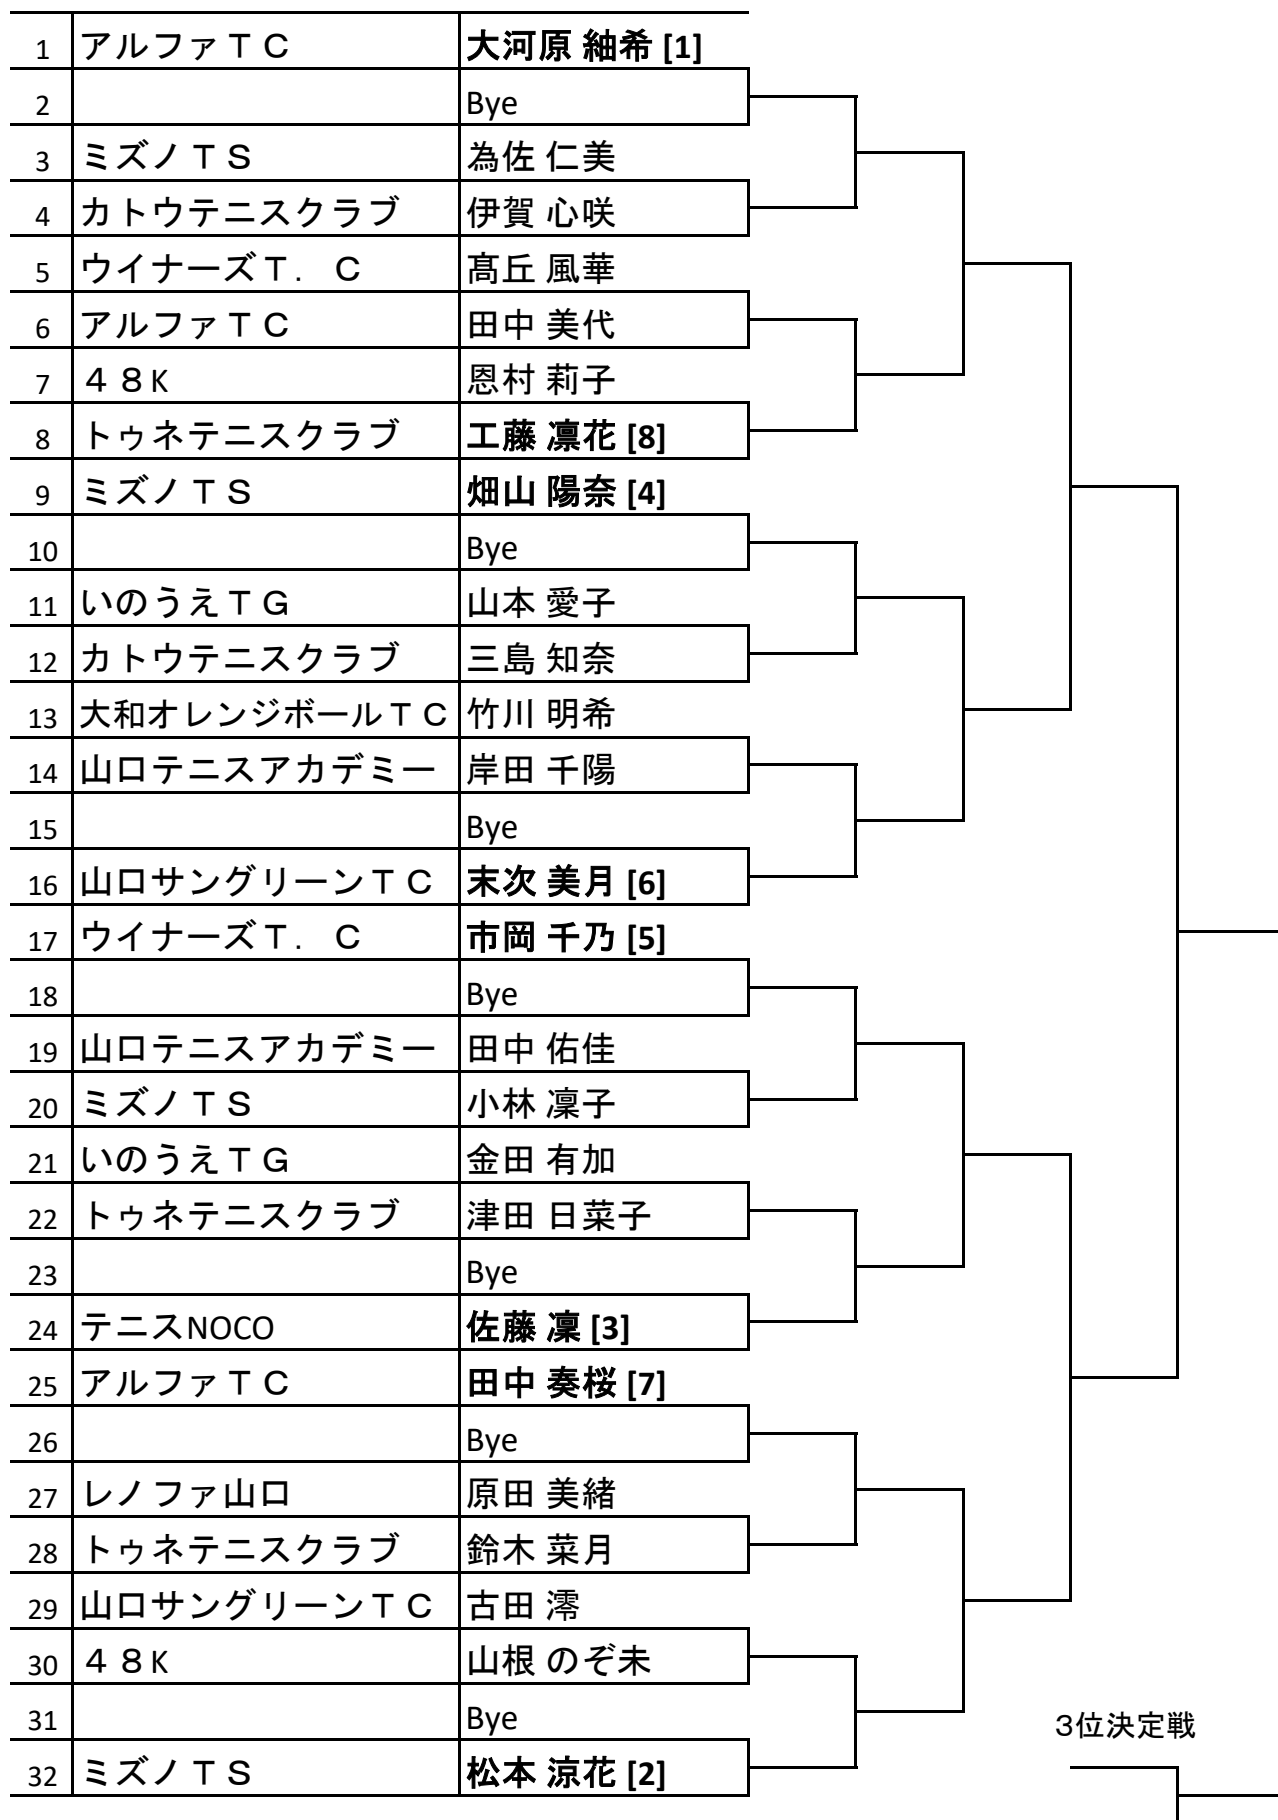 1 アルファＴＣ 大河原 紬希 [1]
2 Bye
3 ミズノＴＳ 為佐 仁美
4 カトウテニスクラブ 伊賀 心咲
5 ウイナーズＴ．Ｃ 髙丘 風華
6 アルファＴＣ 田中 美代
7 ４８K 恩村 莉子
8 トゥネテニスクラブ 工藤 凛花 [8]
9 ミズノＴＳ 畑山 陽奈 [4]
10 Bye
11 いのうえＴＧ 山本 愛子
12 カトウテニスクラブ 三島 知奈
13 大和オレンジボールＴＣ 竹川 明希
14 山口テニスアカデミー 岸田 千陽
15 Bye
16 山口サングリーンＴＣ 末次 美月 [6]
17 ウイナーズＴ．Ｃ 市岡 千乃 [5]
18 Bye
19 山口テニスアカデミー 田中 佑佳
20 ミズノＴＳ 小林 凜子
21 いのうえＴＧ 金田 有加
22 トゥネテニスクラブ 津田 日菜子
23 Bye
24 テニスNOCO 佐藤 凜 [3]
25 アルファＴＣ 田中 奏桜 [7]
26 Bye
27 レノファ山口 原田 美緒
28 トゥネテニスクラブ 鈴木 菜月
29 山口サングリーンＴＣ 古田 澪
30 ４８K 山根 のぞ未
31 Bye
32 ミズノＴＳ 松本 涼花 [2]
３位決定戦